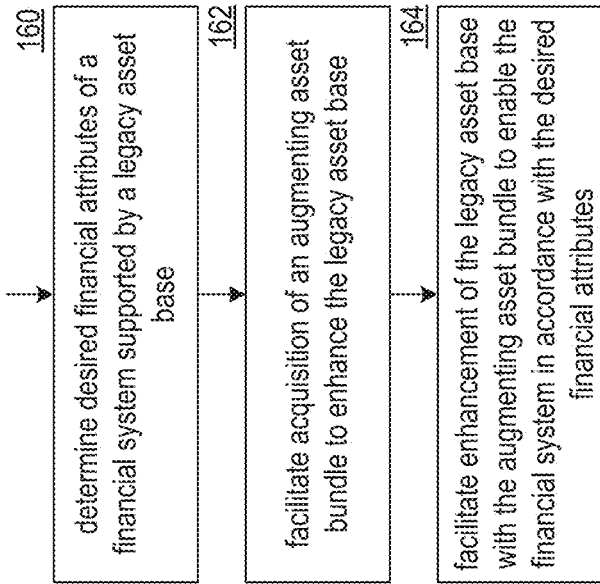 160
determine desired financial attributes of a
financial system supported by a legacy asset
base
162
facilitate acquisition of an augmenting asset
bundle to enhance the legacy asset base
164
facilitate enhancement of the legacy asset base
with the augmenting asset bundle to enable the
financial system in accordance with the desired
financial attributes